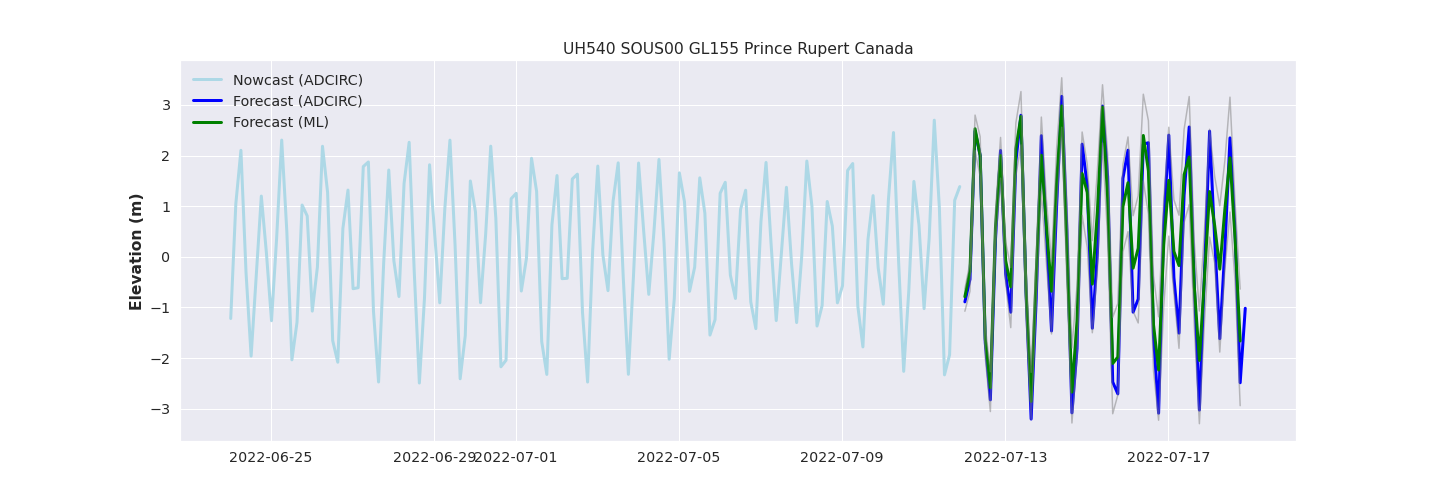 UH540 SOUS00 GL155 Prince Rupert Canada
Nowcast (ADCIRC)
Forecast (ADCIRC)
Forecast (ML)
Elevation (m)
3
2
1
0
−1
−2
−3
2022-06-25
2022-06-29
2022-07-01
2022-07-05
2022-07-09
2022-07-13
2022-07-17